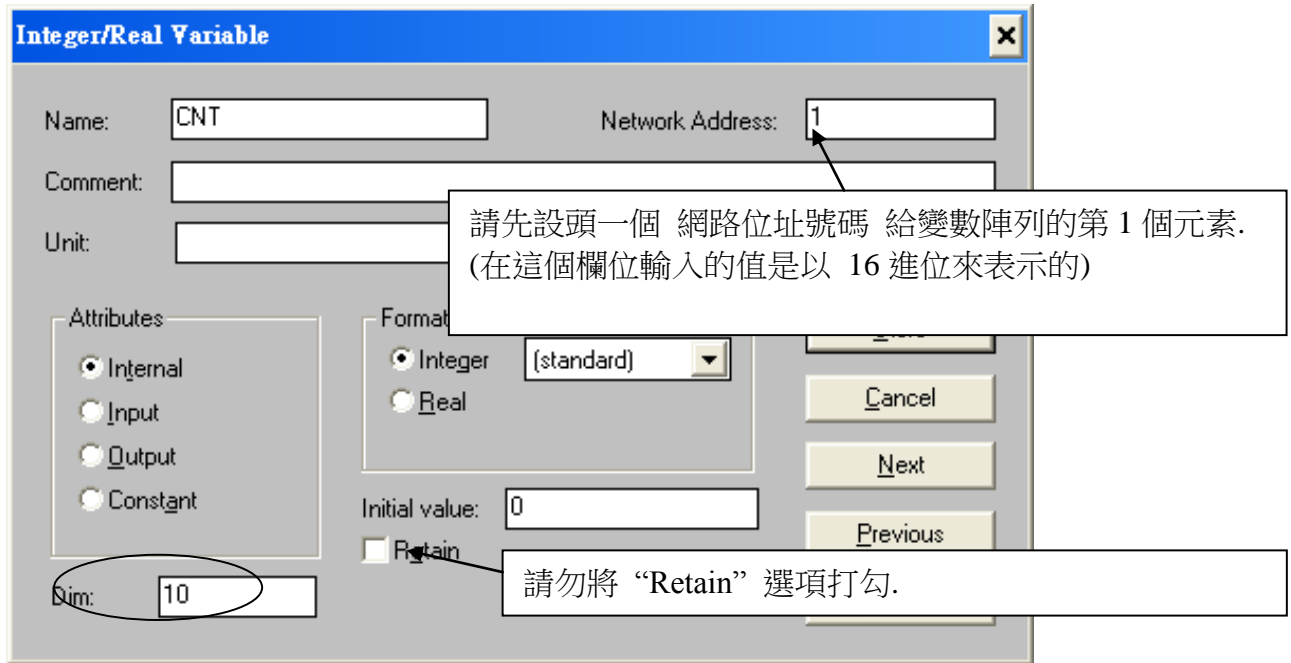 Integer/Real Variable
Name: CNT Network Address: 1
Comment:
請先設頭一個 網路位址號碼 給變數陣列的第 1 個元素.
(在這個欄位輸入的值是以 16 進位來表示的)
Unit:
Attributes
Internal
Input
Output
Constant
Format
Integer (standard)
Real
Cancel
Next
Previous
Initial value: 0
Retain
請勿將 “Retain” 選項打勾.
Dim: 10